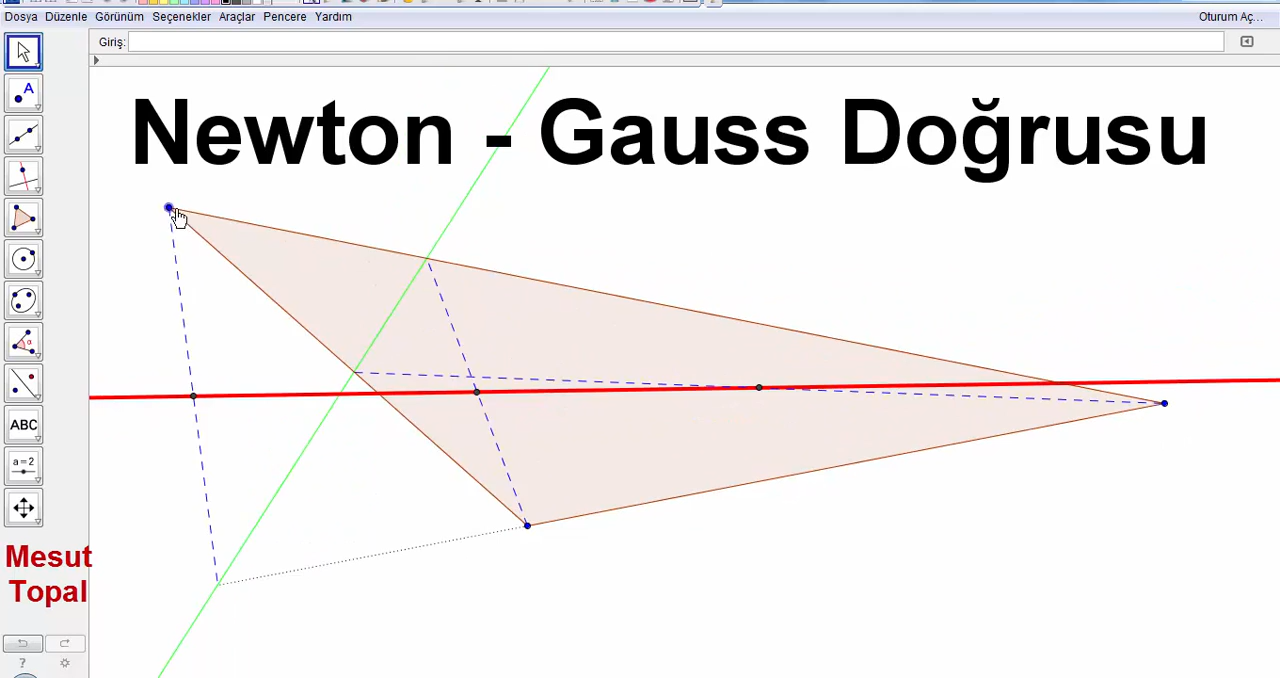 Dosya Düzenle Görünüm Seçenekler Araçlar Pencere Yardım Oturum Aç...
Giriş:
Newton - Gauss Doğrusu
A
α
ABC
a = 2
Mesut
Topal
?